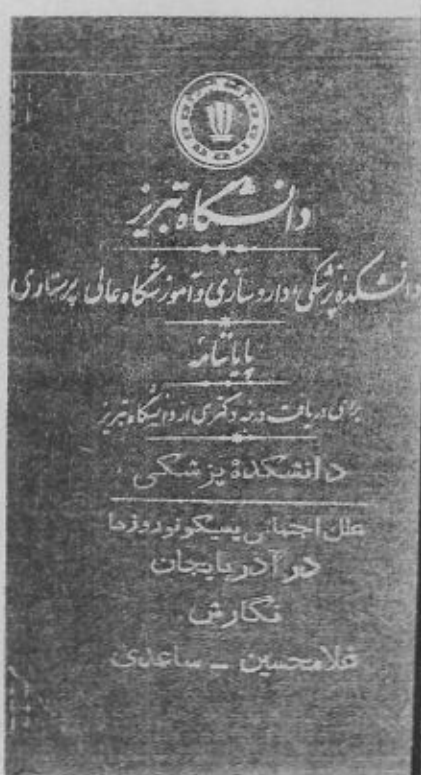 دانشگاه تبریز
دانشکده پزشکی، داروسازی و آموزشگاه عالی پرستاری
پایان‌نامه
برای دریافت درجه دکتری از دانشگاه تبریز
دانشکدهٔ پزشکی
علل اجتماعی پسیکونوروزها
در آذربایجان
نگارش
غلامحسین – ساعدی